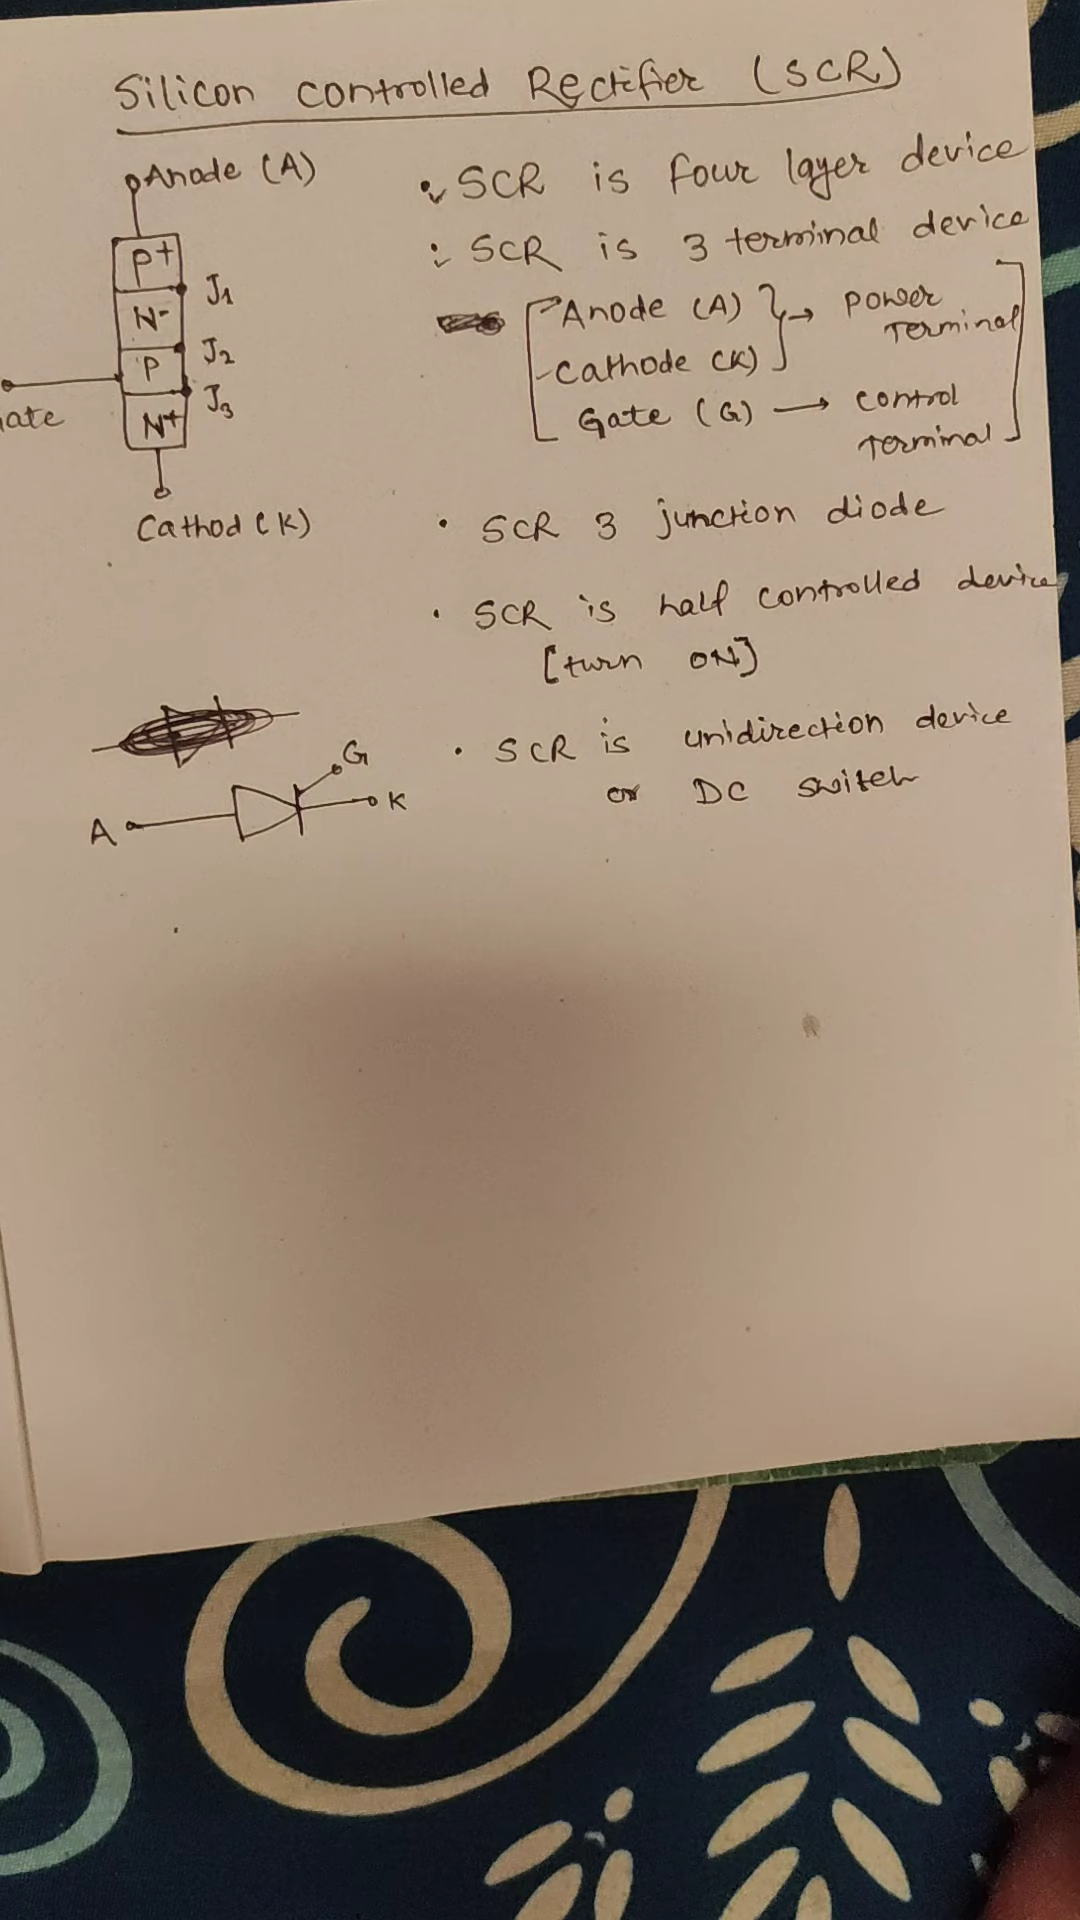 Silicon controlled Rectifier (SCR)
Anode (A)
P+
J1
N-
J2
P
J3
N+
Cathod (K)
• SCR is four layer device
: SCR is 3 terminal device
Anode (A) } → power Terminal
-Cathode (K)
Gate (G) → control terminal
• SCR 3 junction diode
• SCR is half controlled device
[turn ON]
• SCR is unidirection device
or DC switch
G
A
K